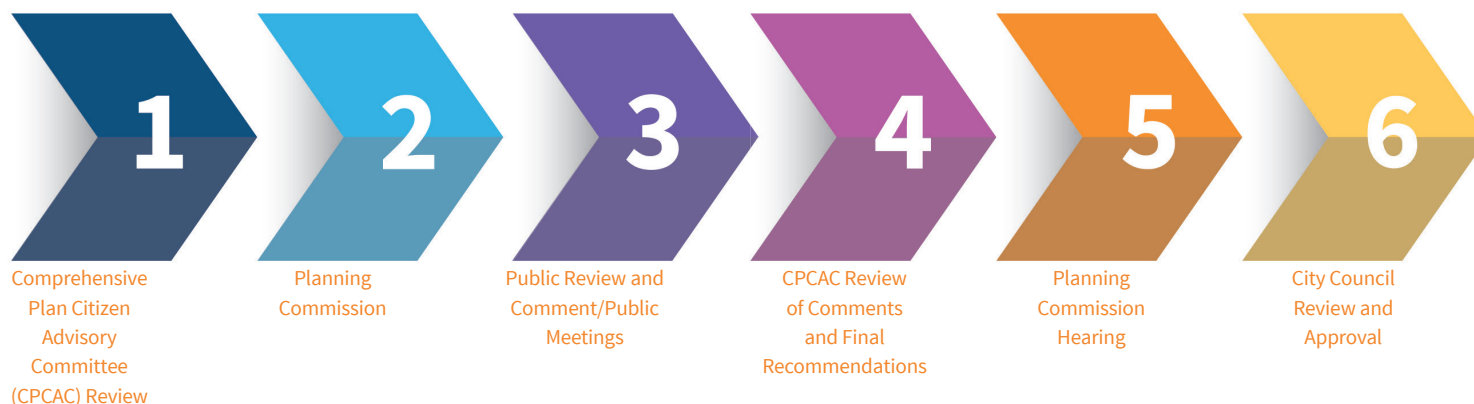 1
2
3
4
5
6
Comprehensive
Plan Citizen
Advisory
Committee
(CPCAC) Review
Planning
Commission
Public Review and
Comment/Public
Meetings
CPCAC Review
of Comments
and Final
Recommendations
Planning
Commission
Hearing
City Council
Review and
Approval